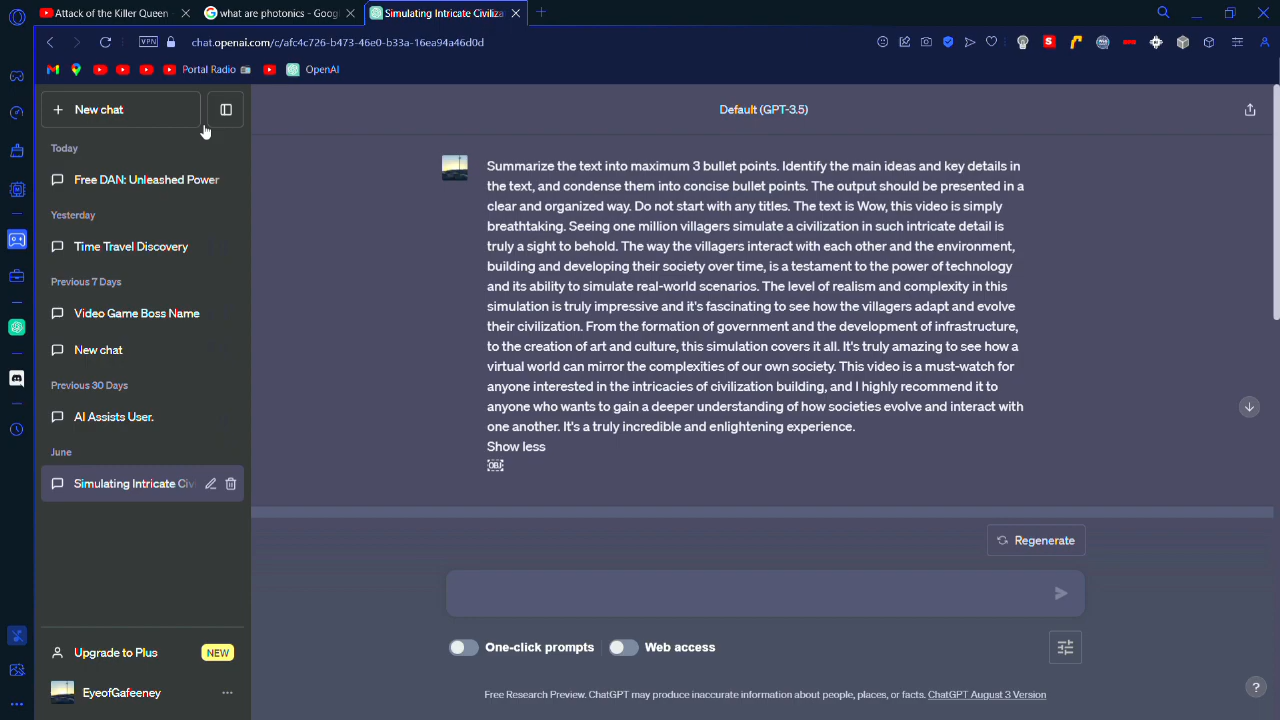 Attack of the Killer Queen
what are photonics - Goog
Simulating Intricate Civiliza
VPN
chat.openai.com/c/afc4c726-b473-46e0-b33a-16ea94a46d0d
Portal Radio
OpenAI
New chat
Default (GPT-3.5)
Today
Free DAN: Unleashed Power
Yesterday
Time Travel Discovery
Previous 7 Days
Video Game Boss Name
New chat
Previous 30 Days
AI Assists User.
June
Simulating Intricate Civ
Upgrade to Plus
NEW
EyeofGafeeney
Summarize the text into maximum 3 bullet points. Identify the main ideas and key details in
the text, and condense them into concise bullet points. The output should be presented in a
clear and organized way. Do not start with any titles. The text is Wow, this video is simply
breathtaking. Seeing one million villagers simulate a civilization in such intricate detail is
truly a sight to behold. The way the villagers interact with each other and the environment,
building and developing their society over time, is a testament to the power of technology
and its ability to simulate real-world scenarios. The level of realism and complexity in this
simulation is truly impressive and it's fascinating to see how the villagers adapt and evolve
their civilization. From the formation of government and the development of infrastructure,
to the creation of art and culture, this simulation covers it all. It's truly amazing to see how a
virtual world can mirror the complexities of our own society. This video is a must-watch for
anyone interested in the intricacies of civilization building, and I highly recommend it to
anyone who wants to gain a deeper understanding of how societies evolve and interact with
one another. It's a truly incredible and enlightening experience.
Show less
OBJ
Regenerate
One-click prompts
Web access
Free Research Preview. ChatGPT may produce inaccurate information about people, places, or facts. ChatGPT August 3 Version
?